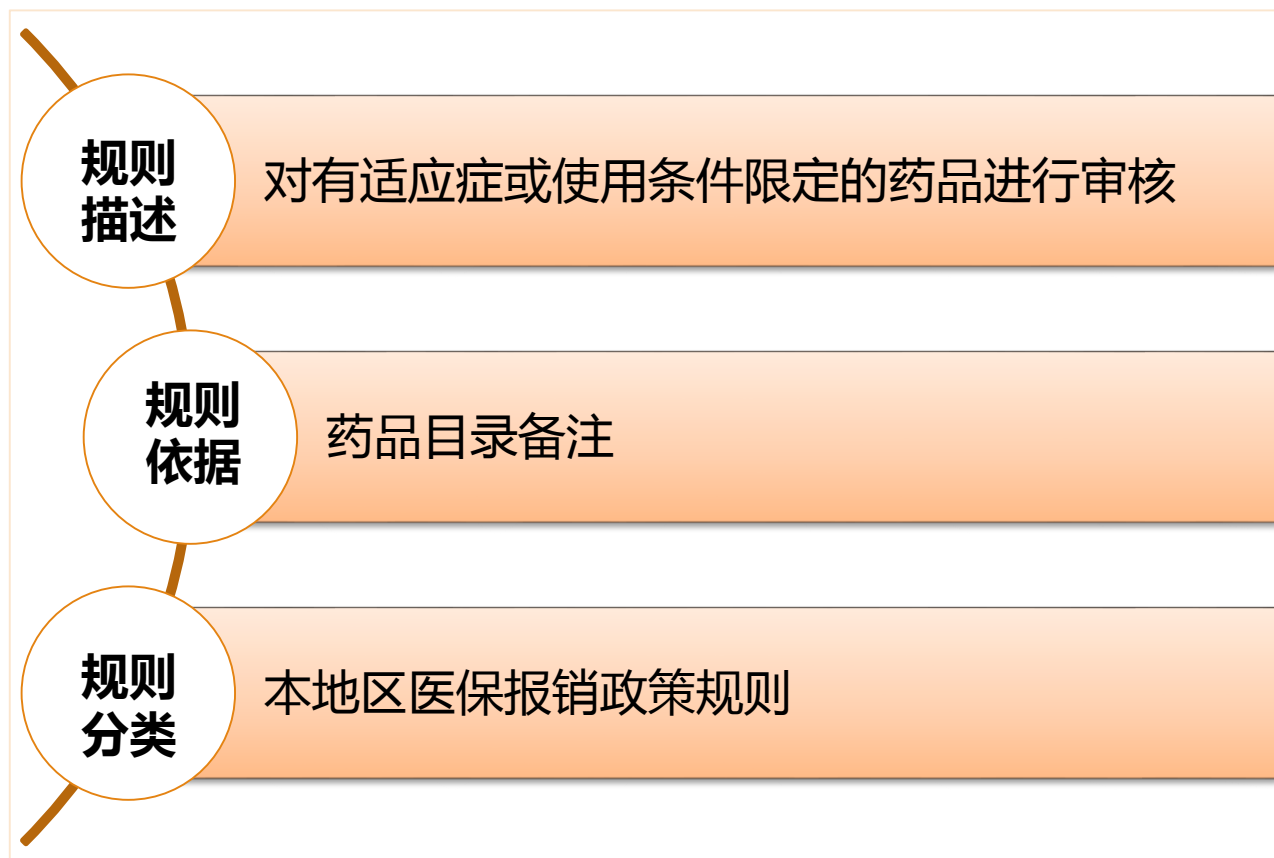 规则
描述
对有适应症或使用条件限定的药品进行审核
规则
依据
药品目录备注
规则
分类
本地区医保报销政策规则